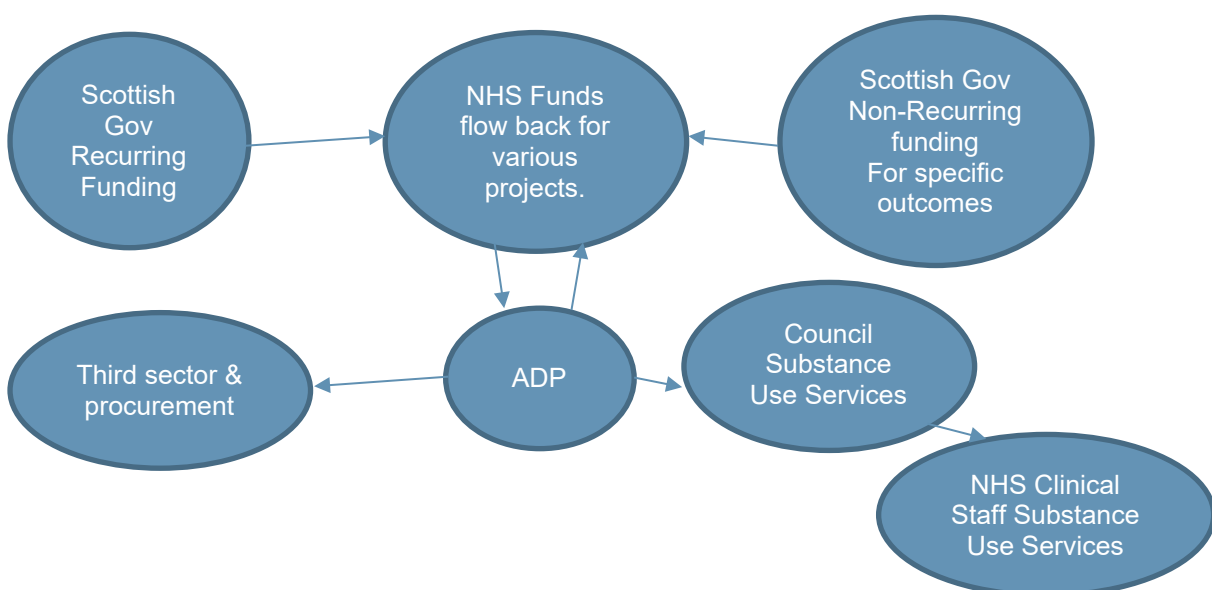 Scottish
Gov
Recurring
Funding
NHS Funds
flow back for
various
projects.
Scottish Gov
Non-Recurring
funding
For specific
outcomes
Third sector &
procurement
ADP
Council
Substance
Use Services
NHS Clinical
Staff Substance
Use Services